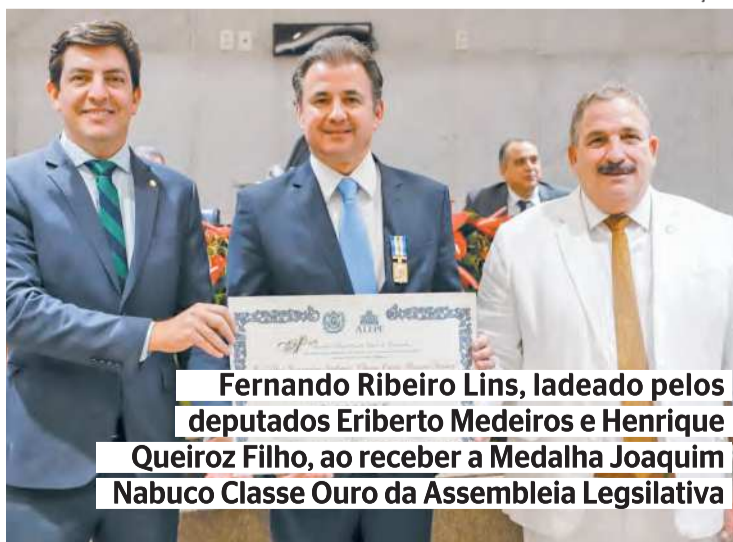 ALEPE
Fernando Ribeiro Lins, ladeado pelos
deputados Eriberto Medeiros e Henrique
Queiroz Filho, ao receber a Medalha Joaquim
Nabuco Classe Ouro da Assembleia Legsilativa